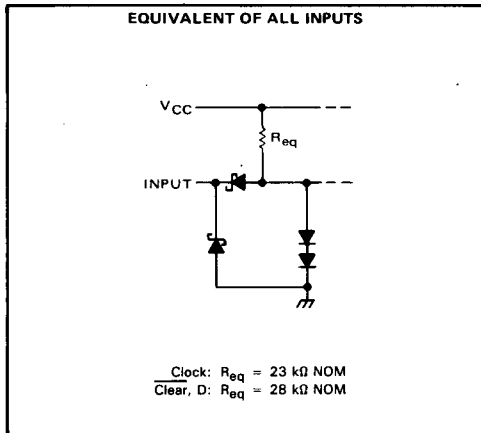 EQUIVALENT OF ALL INPUTS
VCC
Req
INPUT
Clock: Req = 23 kΩ NOM
Clear, D: Req = 28 kΩ NOM